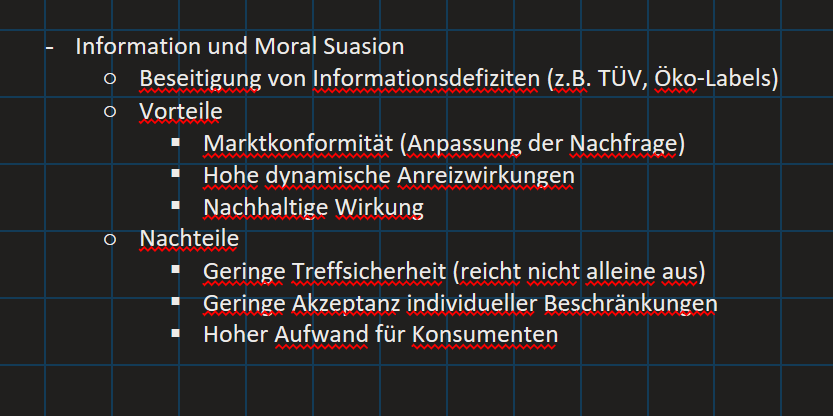 - Information und Moral Suasion
o Beseitigung von Informationsdefiziten (z.B. TÜV, Öko-Labels)
o Vorteile
▪ Marktkonformität (Anpassung der Nachfrage)
▪ Hohe dynamische Anreizwirkungen
▪ Nachhaltige Wirkung
o Nachteile
▪ Geringe Treffsicherheit (reicht nicht alleine aus)
▪ Geringe Akzeptanz individueller Beschränkungen
▪ Hoher Aufwand für Konsumenten